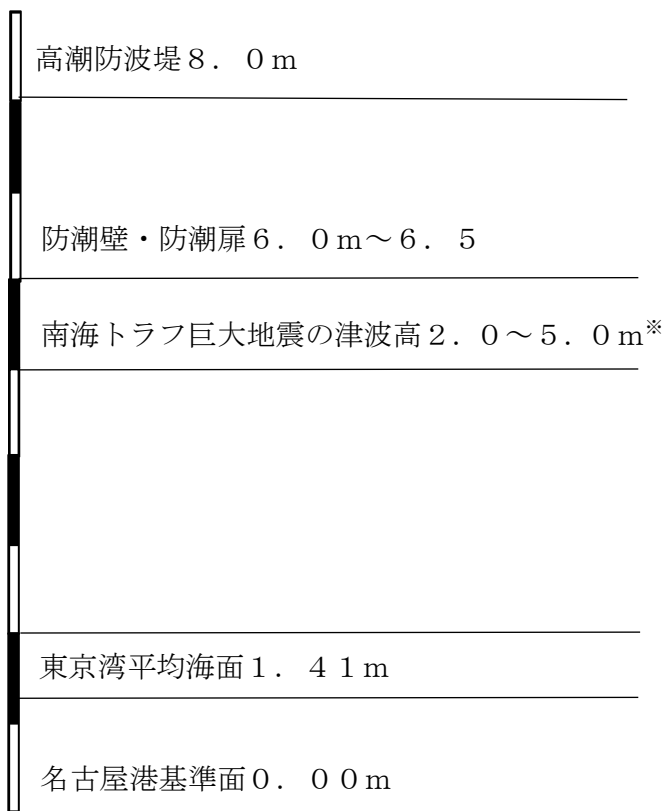 高潮防波堤８．０ｍ
防潮壁・防潮扉６．０ｍ～６．５
南海トラフ巨大地震の津波高２．０～５．０ｍ※
東京湾平均海面１．４１ｍ
名古屋港基準面０．００ｍ